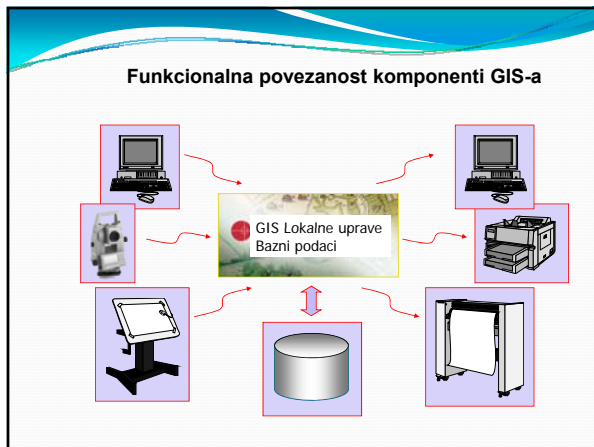 Funkcionalna povezanost komponenti GIS-a
GIS Lokalne uprave
Bazni podaci